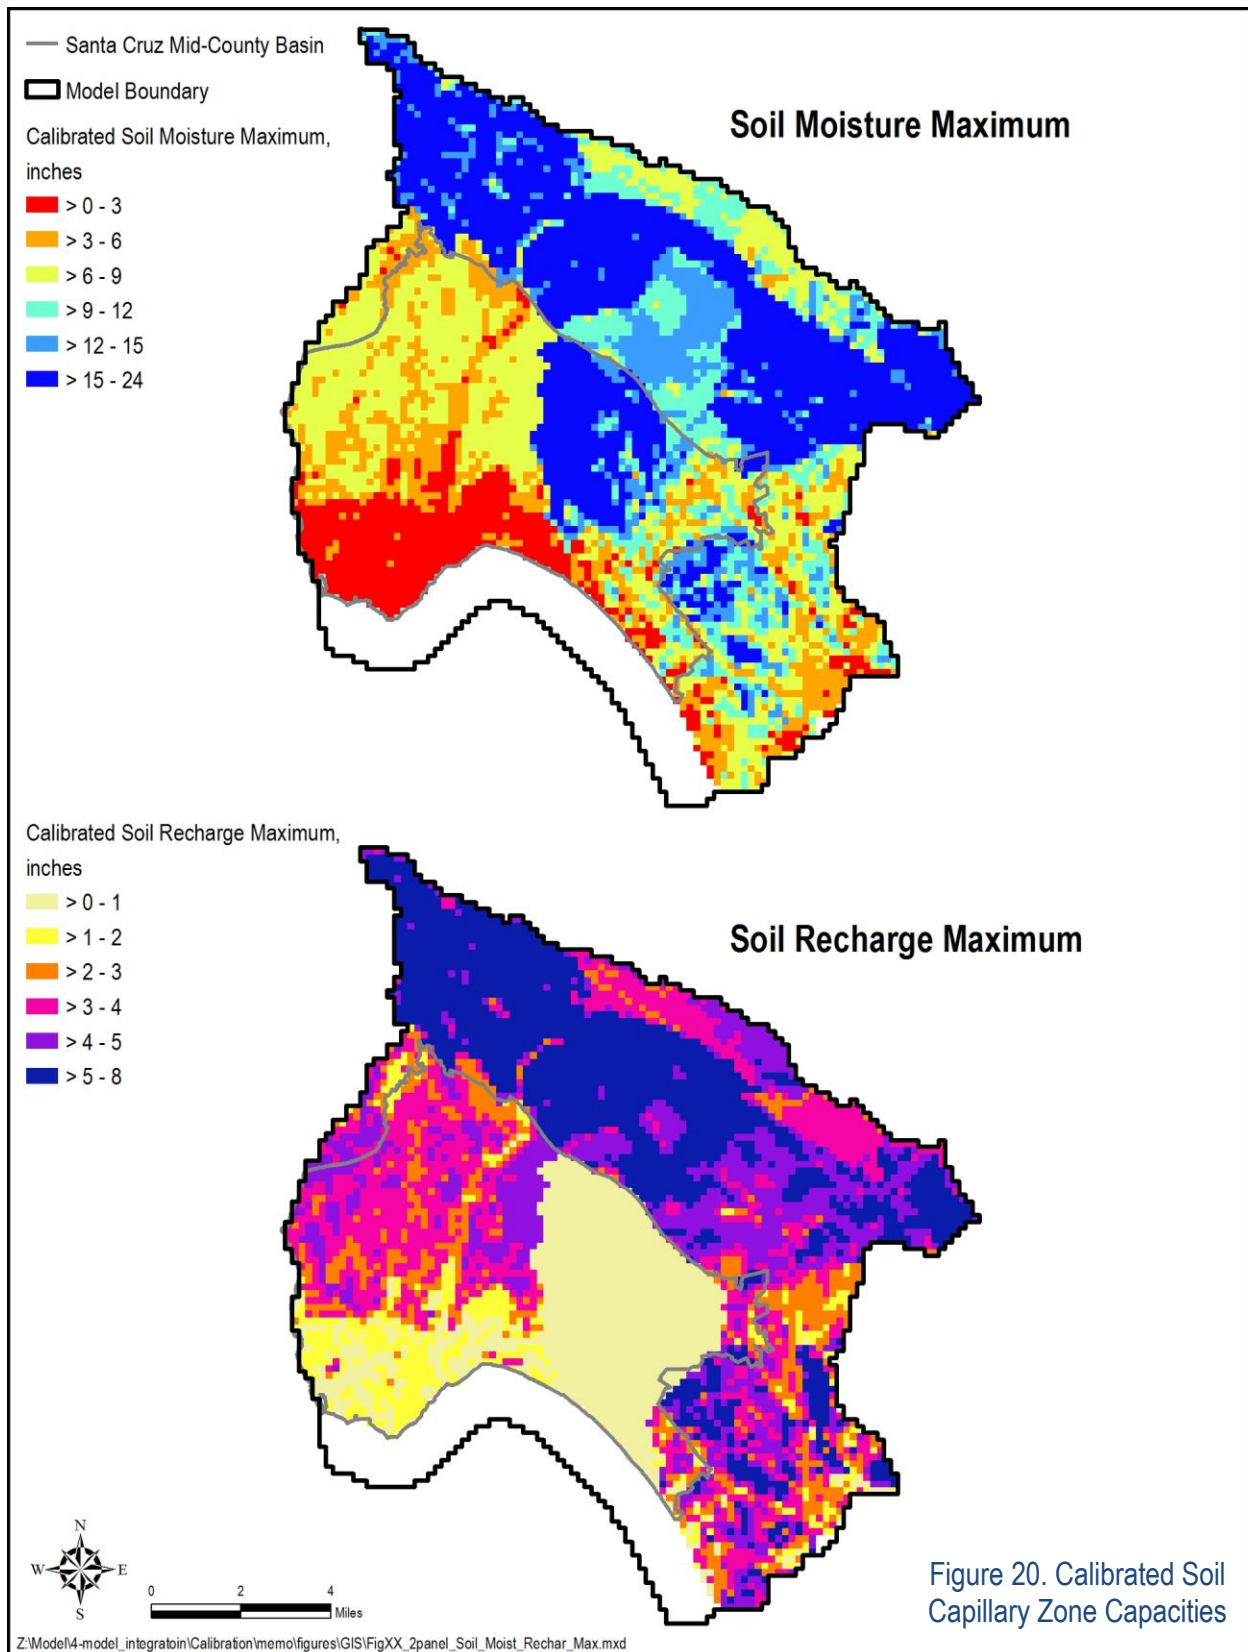 Santa Cruz Mid-County Basin
Model Boundary
Calibrated Soil Moisture Maximum,
inches
> 0 - 3
> 3 - 6
> 6 - 9
> 9 - 12
> 12 - 15
> 15 - 24
Soil Moisture Maximum
Calibrated Soil Recharge Maximum,
inches
> 0 - 1
> 1 - 2
> 2 - 3
> 3 - 4
> 4 - 5
> 5 - 8
Soil Recharge Maximum
N
W E
S
0 2 4
Miles
Figure 20. Calibrated Soil
Capillary Zone Capacities
Z:\Model\4-model_integratoin\Calibration\memo\figures\GIS\FigXX_2panel_Soil_Moist_Rechar_Max.mxd